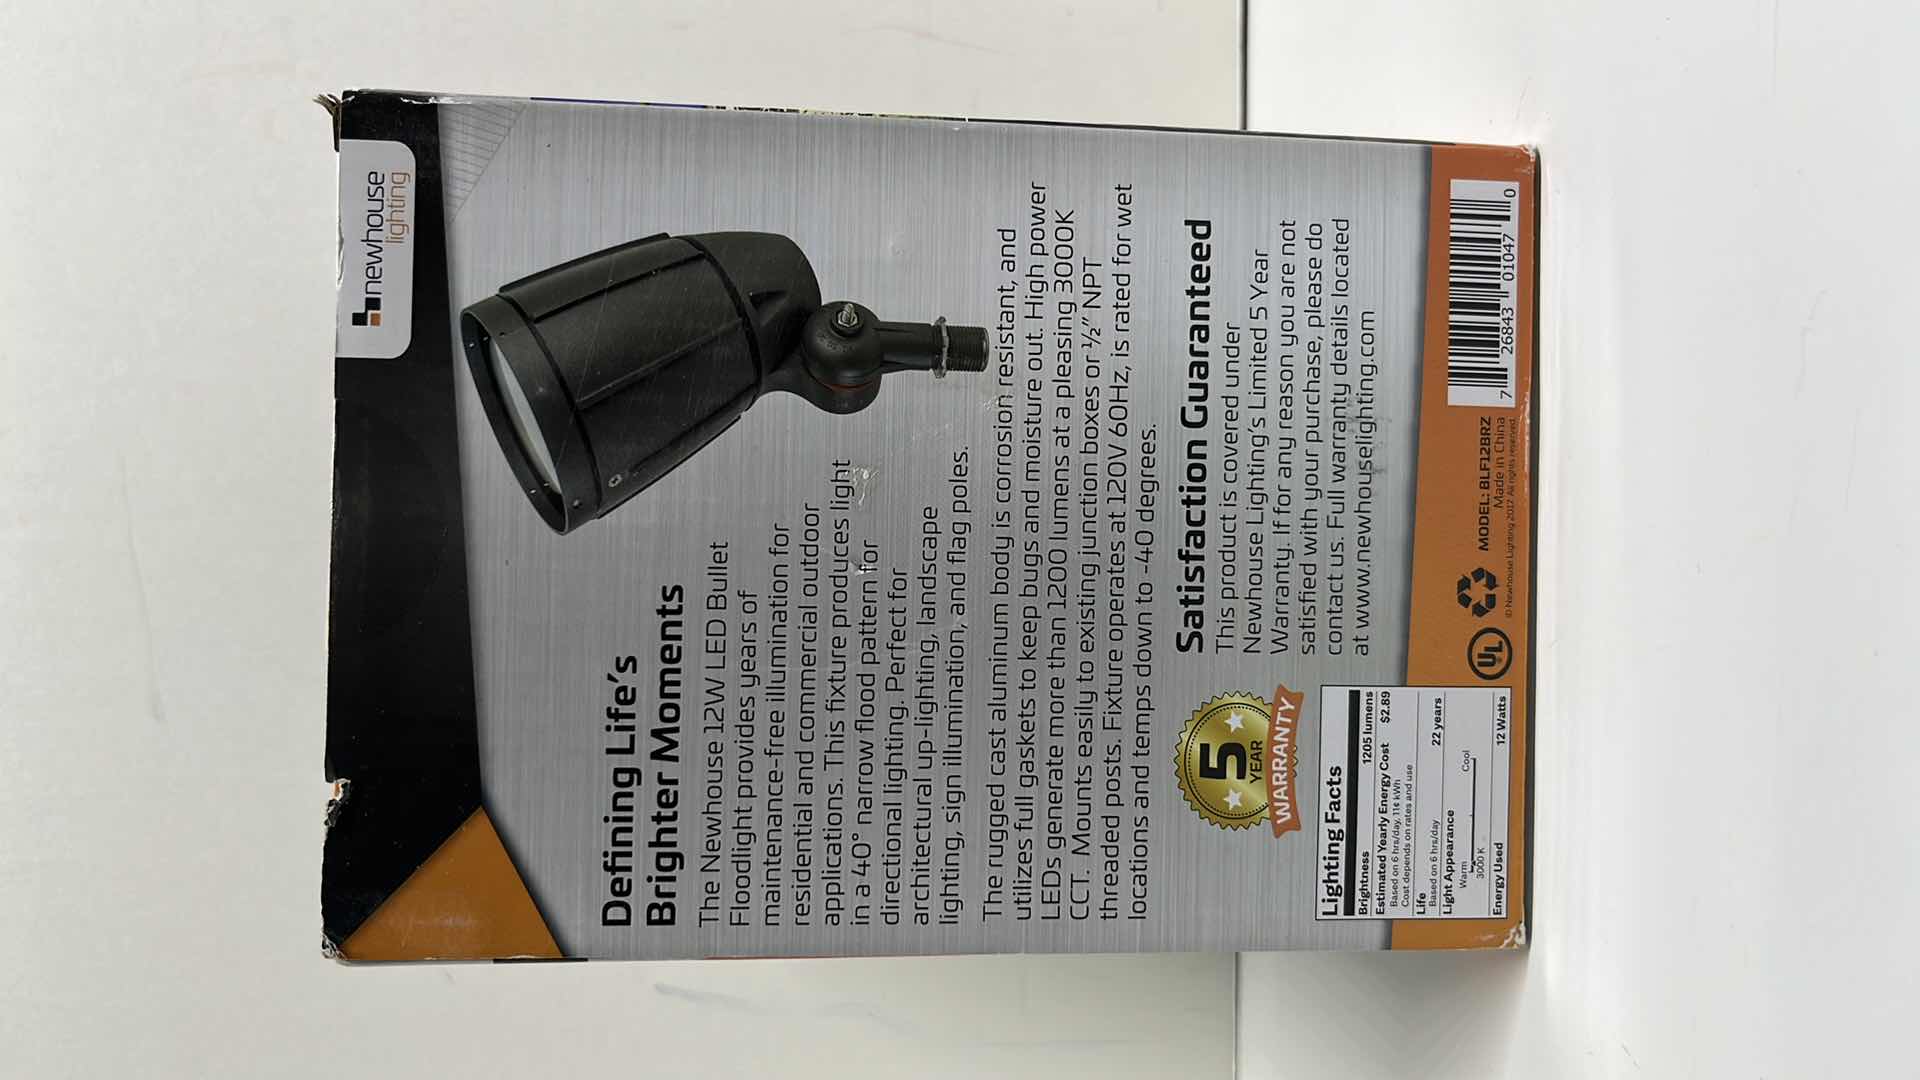 newhouse
lighting
Defining Life's
Brighter Moments
The Newhouse 12W LED Bullet
Floodlight provides years of
maintenance-free illumination for
residential and commercial outdoor
applications. This fixture produces light
in a 40° narrow flood pattern for
directional lighting. Perfect for
architectural up-lighting, landscape
lighting, sign illumination, and flag poles.
The rugged cast aluminum body is corrosion resistant, and
utilizes full gaskets to keep bugs and moisture out. High power
LEDs generate more than 1200 lumens at a pleasing 3000K
CCT. Mounts easily to existing junction boxes or ½" NPT
threaded posts. Fixture operates at 120V 60Hz, is rated for wet
locations and temps down to -40 degrees.
5
YEAR
WARRANTY
Satisfaction Guaranteed
This product is covered under
Newhouse Lighting's Limited 5 Year
Warranty. If for any reason you are not
satisfied with your purchase, please do
contact us. Full warranty details located
at www.newhouselighting.com
Lighting Facts
Brightness 1205 lumens
Estimated Yearly Energy Cost $2.89
Based on 6 hrs/day, 11¢ kWh
Cost depends on rates and use
Life 22 years
Based on 6 hrs/day
Light Appearance
Warm Cool
3000 K
Energy Used 12 Watts
UL
MODEL: BLF12BRZ
Made in China
© Newhouse Lighting 2017 All rights reserved
7 26843 01047 0